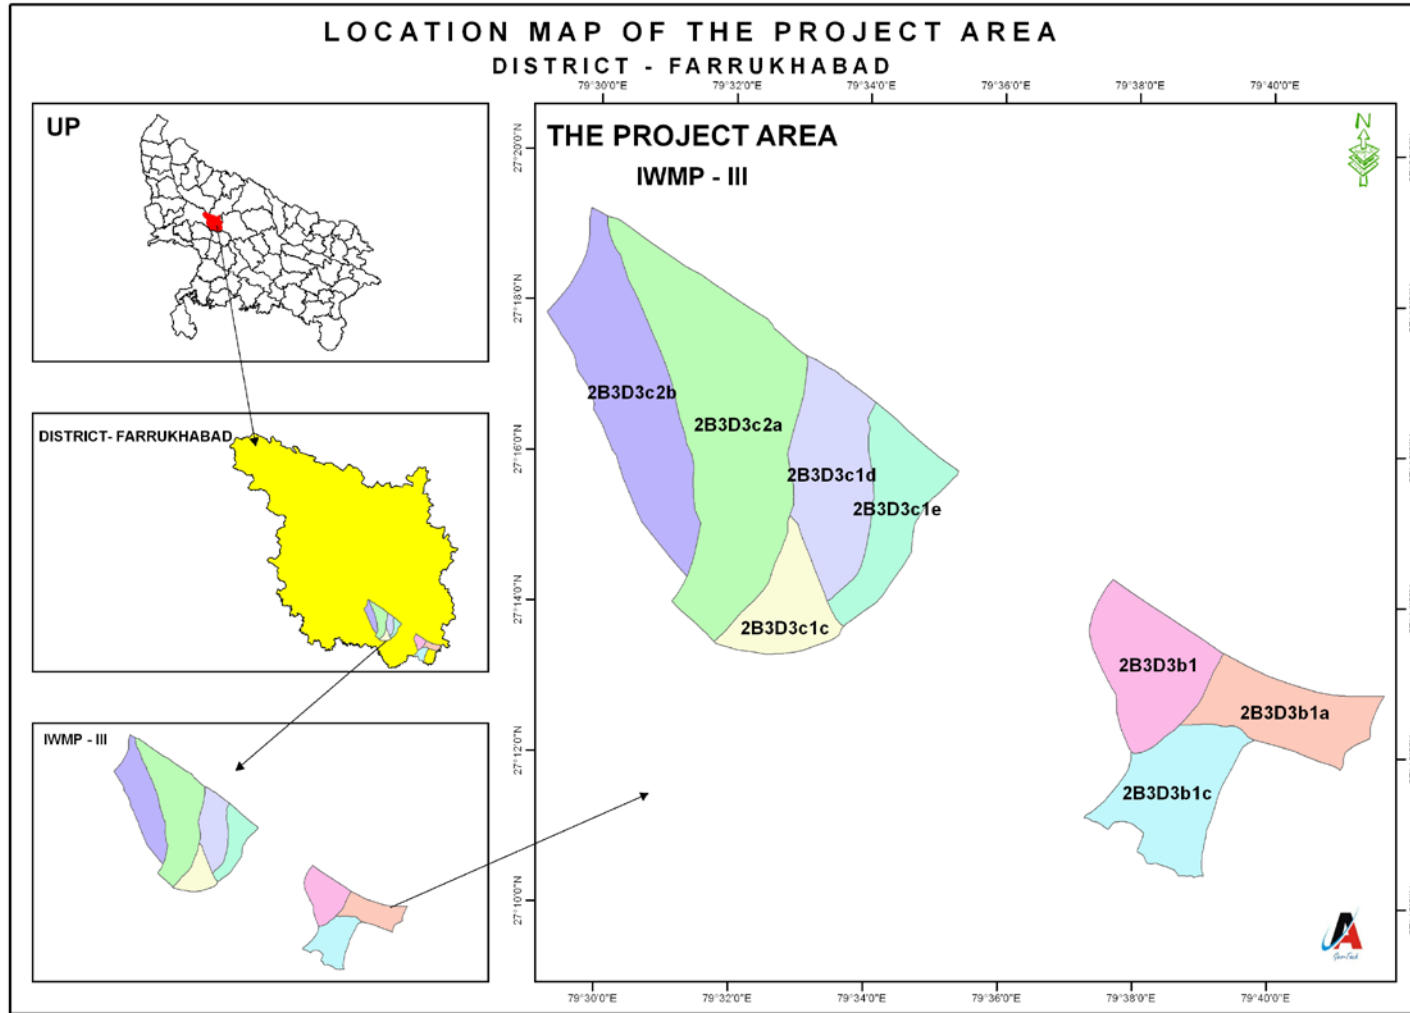 LOCATION MAP OF THE PROJECT AREA
DISTRICT - FARRUKHABAD
79°30'0"E 79°32'0"E 79°34'0"E 79°36'0"E 79°38'0"E 79°40'0"E
UP
THE PROJECT AREA
IWMP - III
N
27°20'0"N
27°18'0"N
27°16'0"N
27°14'0"N
27°12'0"N
27°10'0"N
2B3D3c2b
2B3D3c2a
2B3D3c1d
2B3D3c1e
2B3D3c1c
2B3D3b1
2B3D3b1a
2B3D3b1c
DISTRICT- FARRUKHABAD
IWMP - III
79°30'0"E 79°32'0"E 79°34'0"E 79°36'0"E 79°38'0"E 79°40'0"E